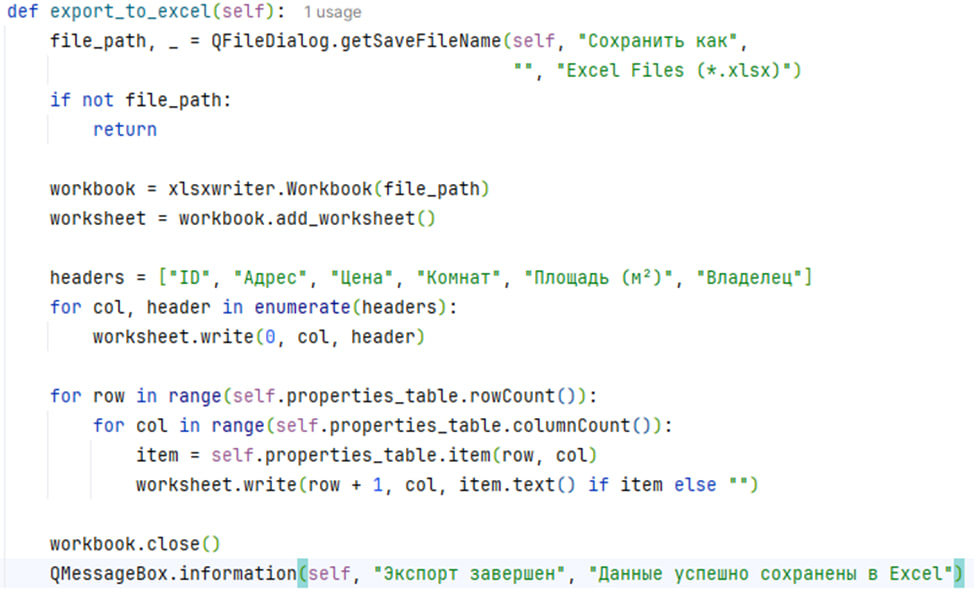 def export_to_excel(self):  1 usage
    file_path, _ = QFileDialog.getSaveFileName(self, "Сохранить как",
                                               "", "Excel Files (*.xlsx)")
    if not file_path:
        return

    workbook = xlsxwriter.Workbook(file_path)
    worksheet = workbook.add_worksheet()

    headers = ["ID", "Адрес", "Цена", "Комнат", "Площадь (м²)", "Владелец"]
    for col, header in enumerate(headers):
        worksheet.write(0, col, header)

    for row in range(self.properties_table.rowCount()):
        for col in range(self.properties_table.columnCount()):
            item = self.properties_table.item(row, col)
            worksheet.write(row + 1, col, item.text() if item else "")

    workbook.close()
    QMessageBox.information(self, "Экспорт завершен", "Данные успешно сохранены в Excel")